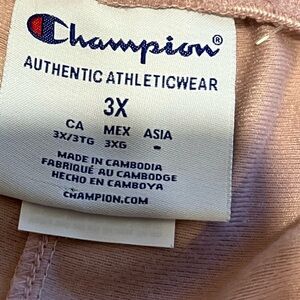 Champion®
AUTHENTIC ATHLETICWEAR
3X
CA MEX ASIA
3X/3TG 3XG -
MADE IN CAMBODIA
FABRIQUÉ AU CAMBODGE
HECHO EN CAMBOYA
CHAMPION.COM